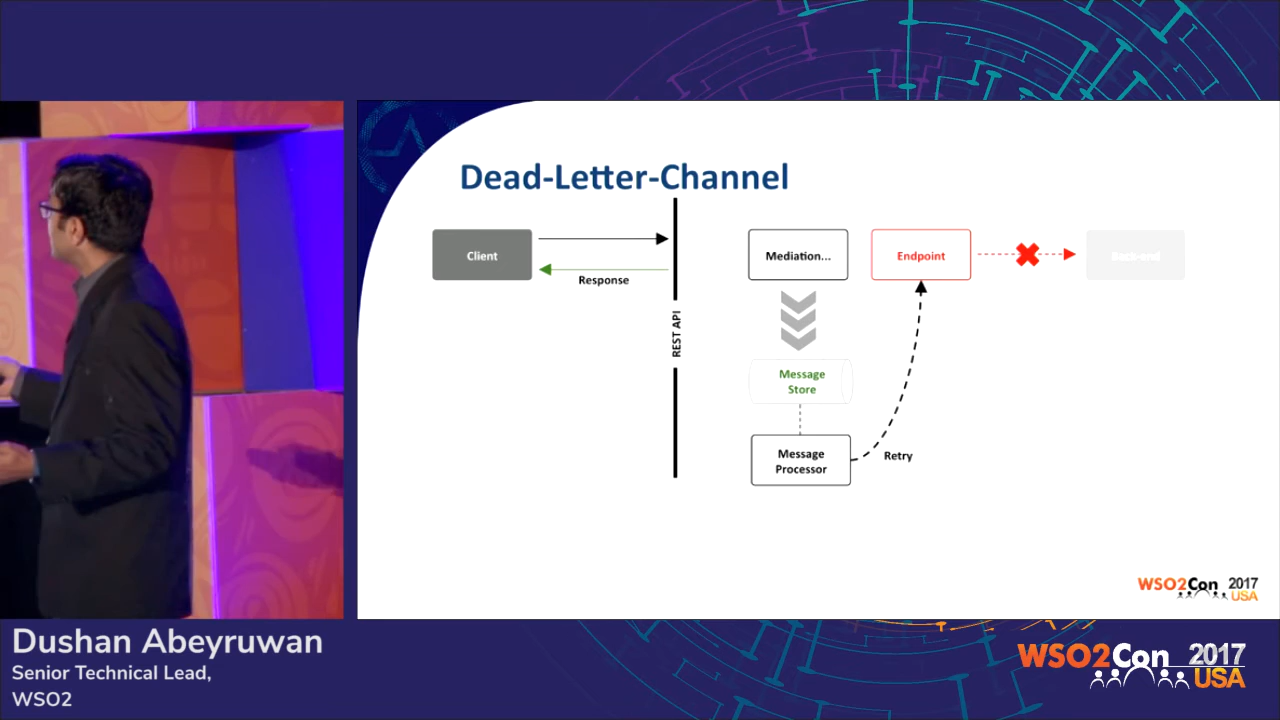 Dead-Letter-Channel
Client
Response
REST API
Mediation...
Endpoint
Back-end
Message
Store
Message
Processor
Retry
WSO2Con 2017
USA
Dushan Abeyruwan
Senior Technical Lead,
WSO2
WSO2Con 2017
USA